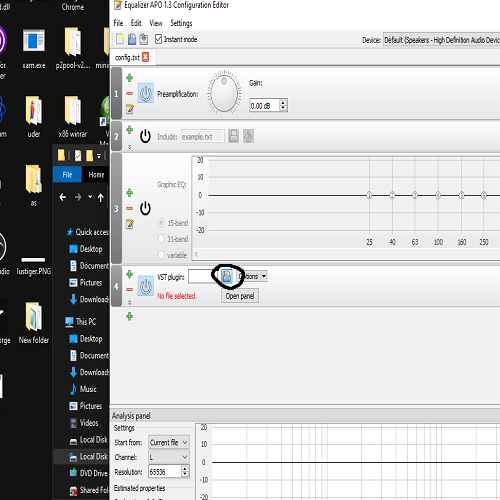 .dll
Chrome
Equalizer APO 1.3 Configuration Editor
File Edit View Settings
Instant mode
Device: Default (Speakers - High Definition Audio Device
config.txt
xam.exe
p2pool-v2....
1
Preamplification:
Gain:
0.00 dB
uder
x86 winrar
2
Include: example.txt
File
Home
3
Graphic EQ:
15-band
31-band
variable
20
10
0
-10
-20
25 40 63 100 160 250
as
Quick access
Desktop
Document
Pictures
Downloads
lustiger.PNG
4
VST plugin:
No file selected.
Open panel
New folder
This PC
Desktop
Document
Downloads
Music
Pictures
Videos
Local Disk
Local Disk
DVD Drive
Shared Fol
Analysis panel
Settings
Start from: Current file
Channel: L
Resolution: 65536
Estimated properties
20
10
0
-10
-20